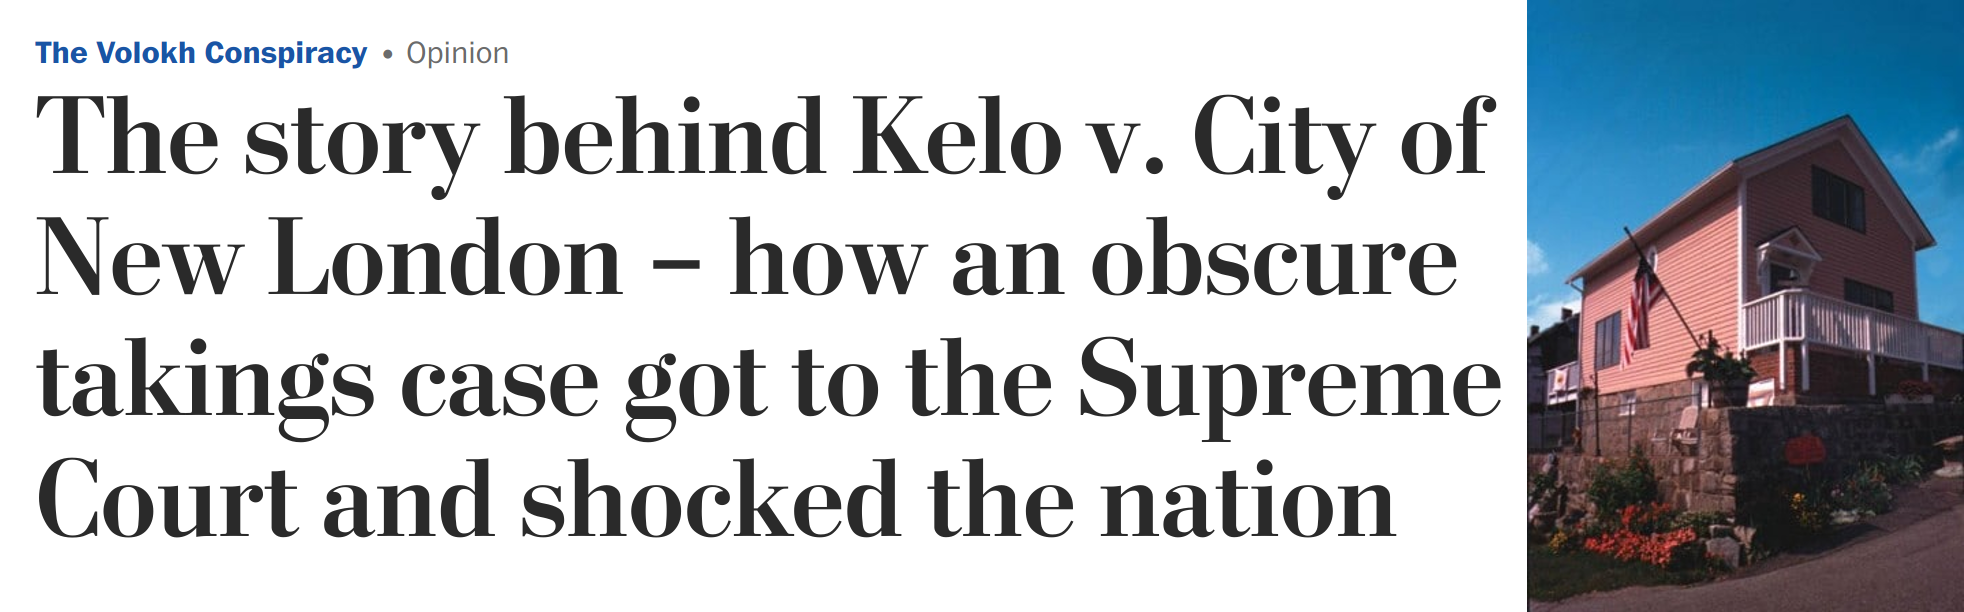 The Volokh Conspiracy • Opinion
The story behind Kelo v. City of
New London – how an obscure
takings case got to the Supreme
Court and shocked the nation